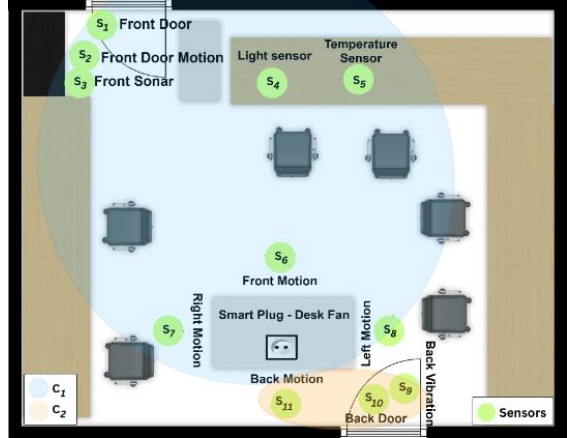 S1 Front Door
S2 Front Door Motion
S3 Front Sonar
Light sensor
S4
Temperature
Sensor
S5
S6
Front Motion
S7
Right Motion
Smart Plug - Desk Fan
Left Motion
S8
Back Vibration
Back Motion
S11
S10
S9
Back Door
C1
C2
Sensors